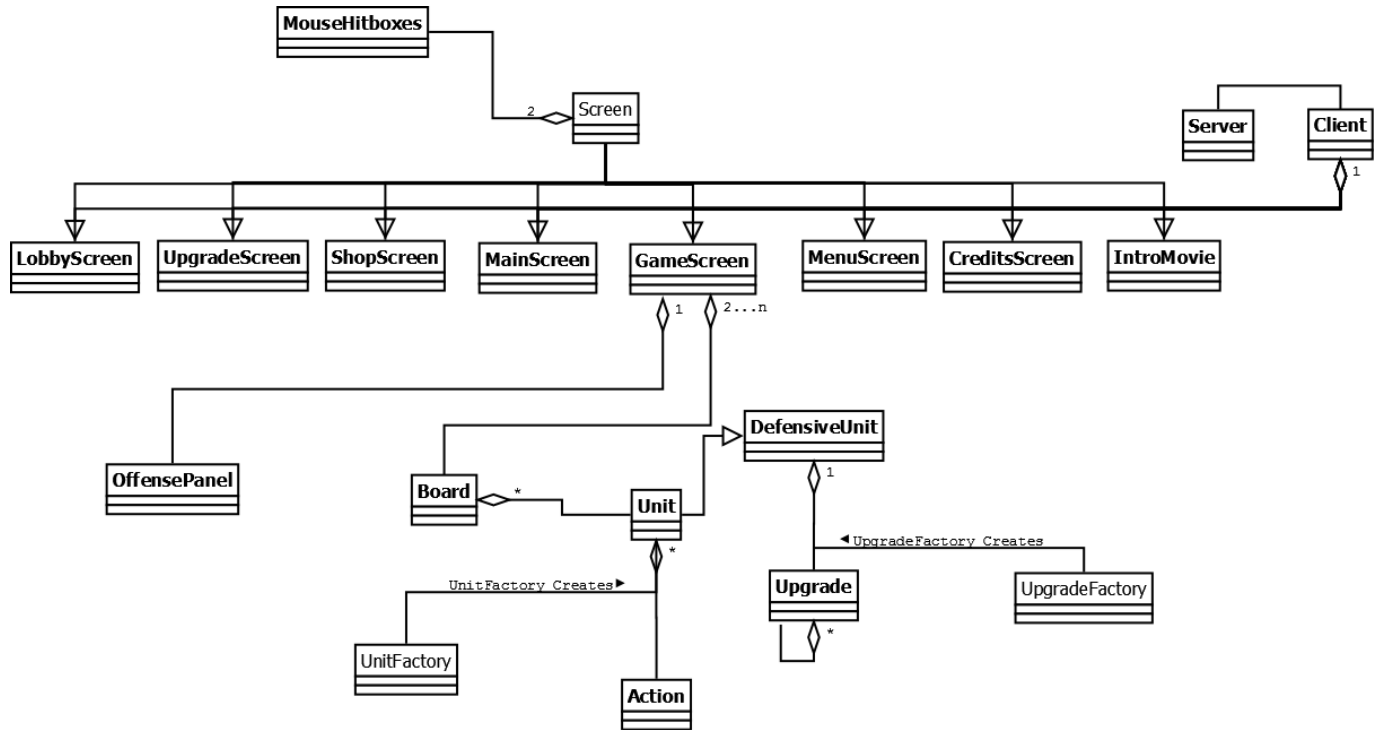 MouseHitboxes
2
Screen
Server
Client
1
LobbyScreen
UpgradeScreen
ShopScreen
MainScreen
GameScreen
MenuScreen
CreditsScreen
IntroMovie
1
2...n
DefensiveUnit
OffensePanel
Board
*
Unit
1
*
UnitFactory Creates
UpgradeFactory Creates
Upgrade
UpgradeFactory
*
UnitFactory
Action